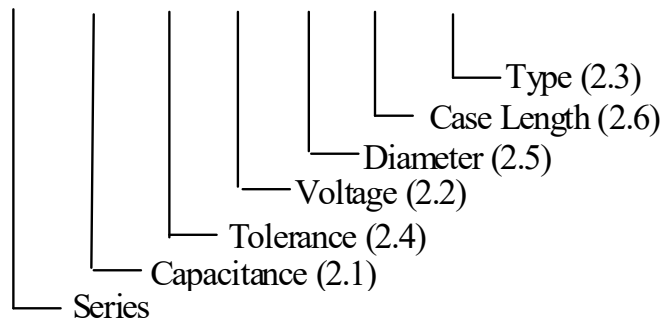 Type (2.3)
Case Length (2.6)
Diameter (2.5)
Voltage (2.2)
Tolerance (2.4)
Capacitance (2.1)
Series